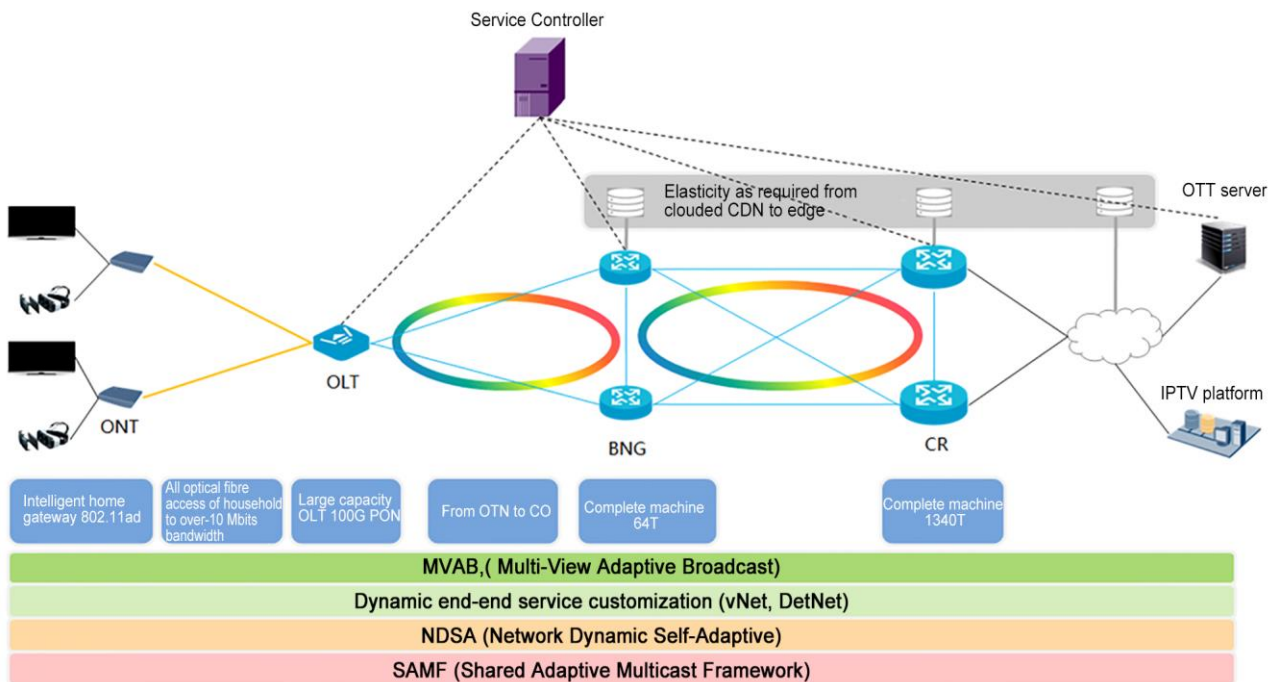 Service Controller
Elasticity as required from
clouded CDN to edge
OTT server
OLT
ONT
BNG
CR
IPTV platform
Intelligent home
gateway 802.11ad
All optical fibre
access of household
to over-10 Mbits
bandwidth
Large capacity
OLT 100G PON
From OTN to CO
Complete machine
64T
Complete machine
1340T
MVAB,( Multi-View Adaptive Broadcast)
Dynamic end-end service customization (vNet, DetNet)
NDSA (Network Dynamic Self-Adaptive)
SAMF (Shared Adaptive Multicast Framework)